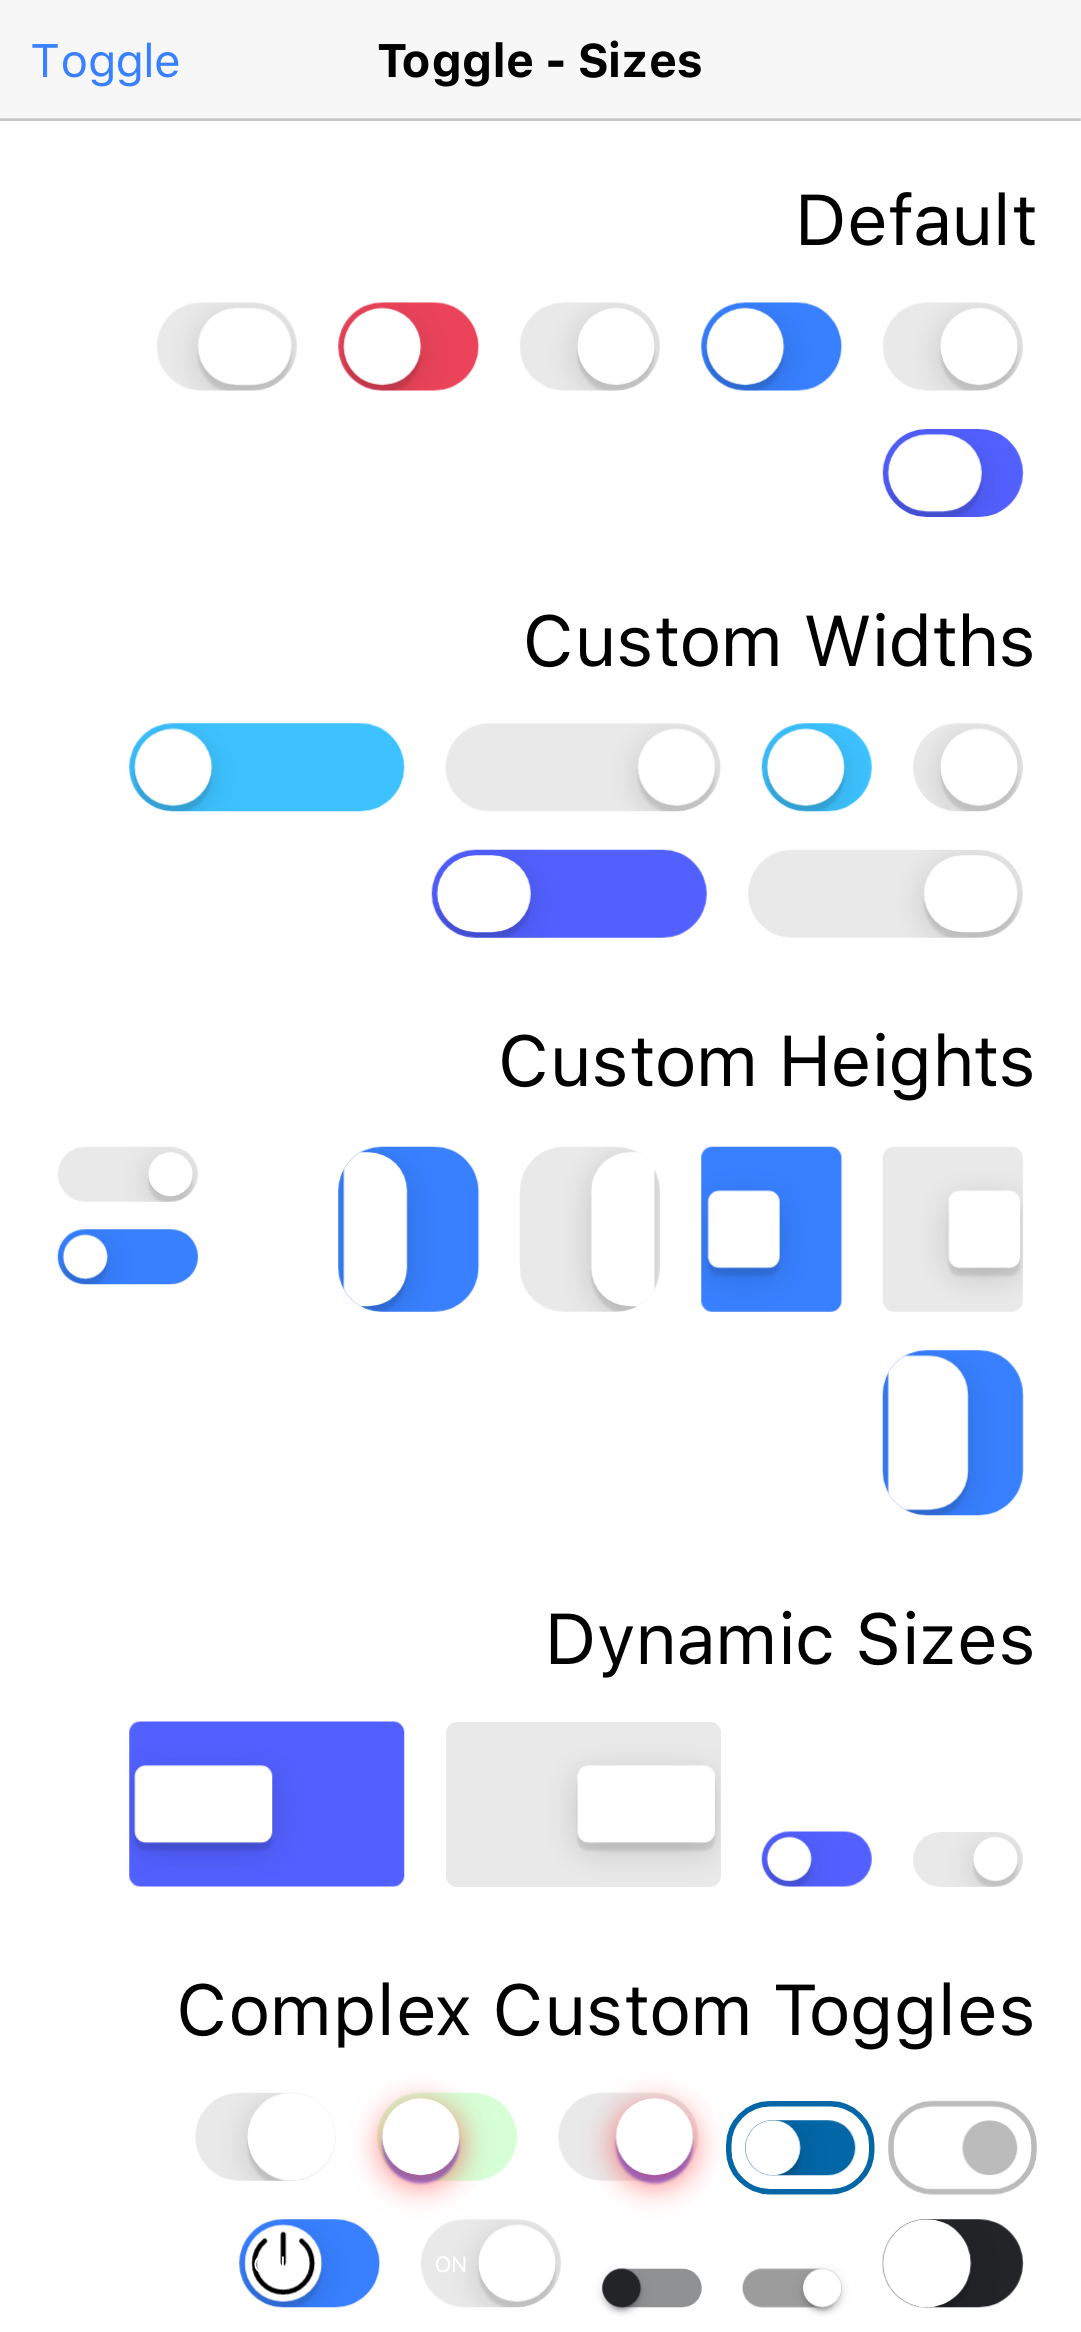 Toggle
Toggle - Sizes
Default
Custom Widths
Custom Heights
Dynamic Sizes
Complex Custom Toggles
ON